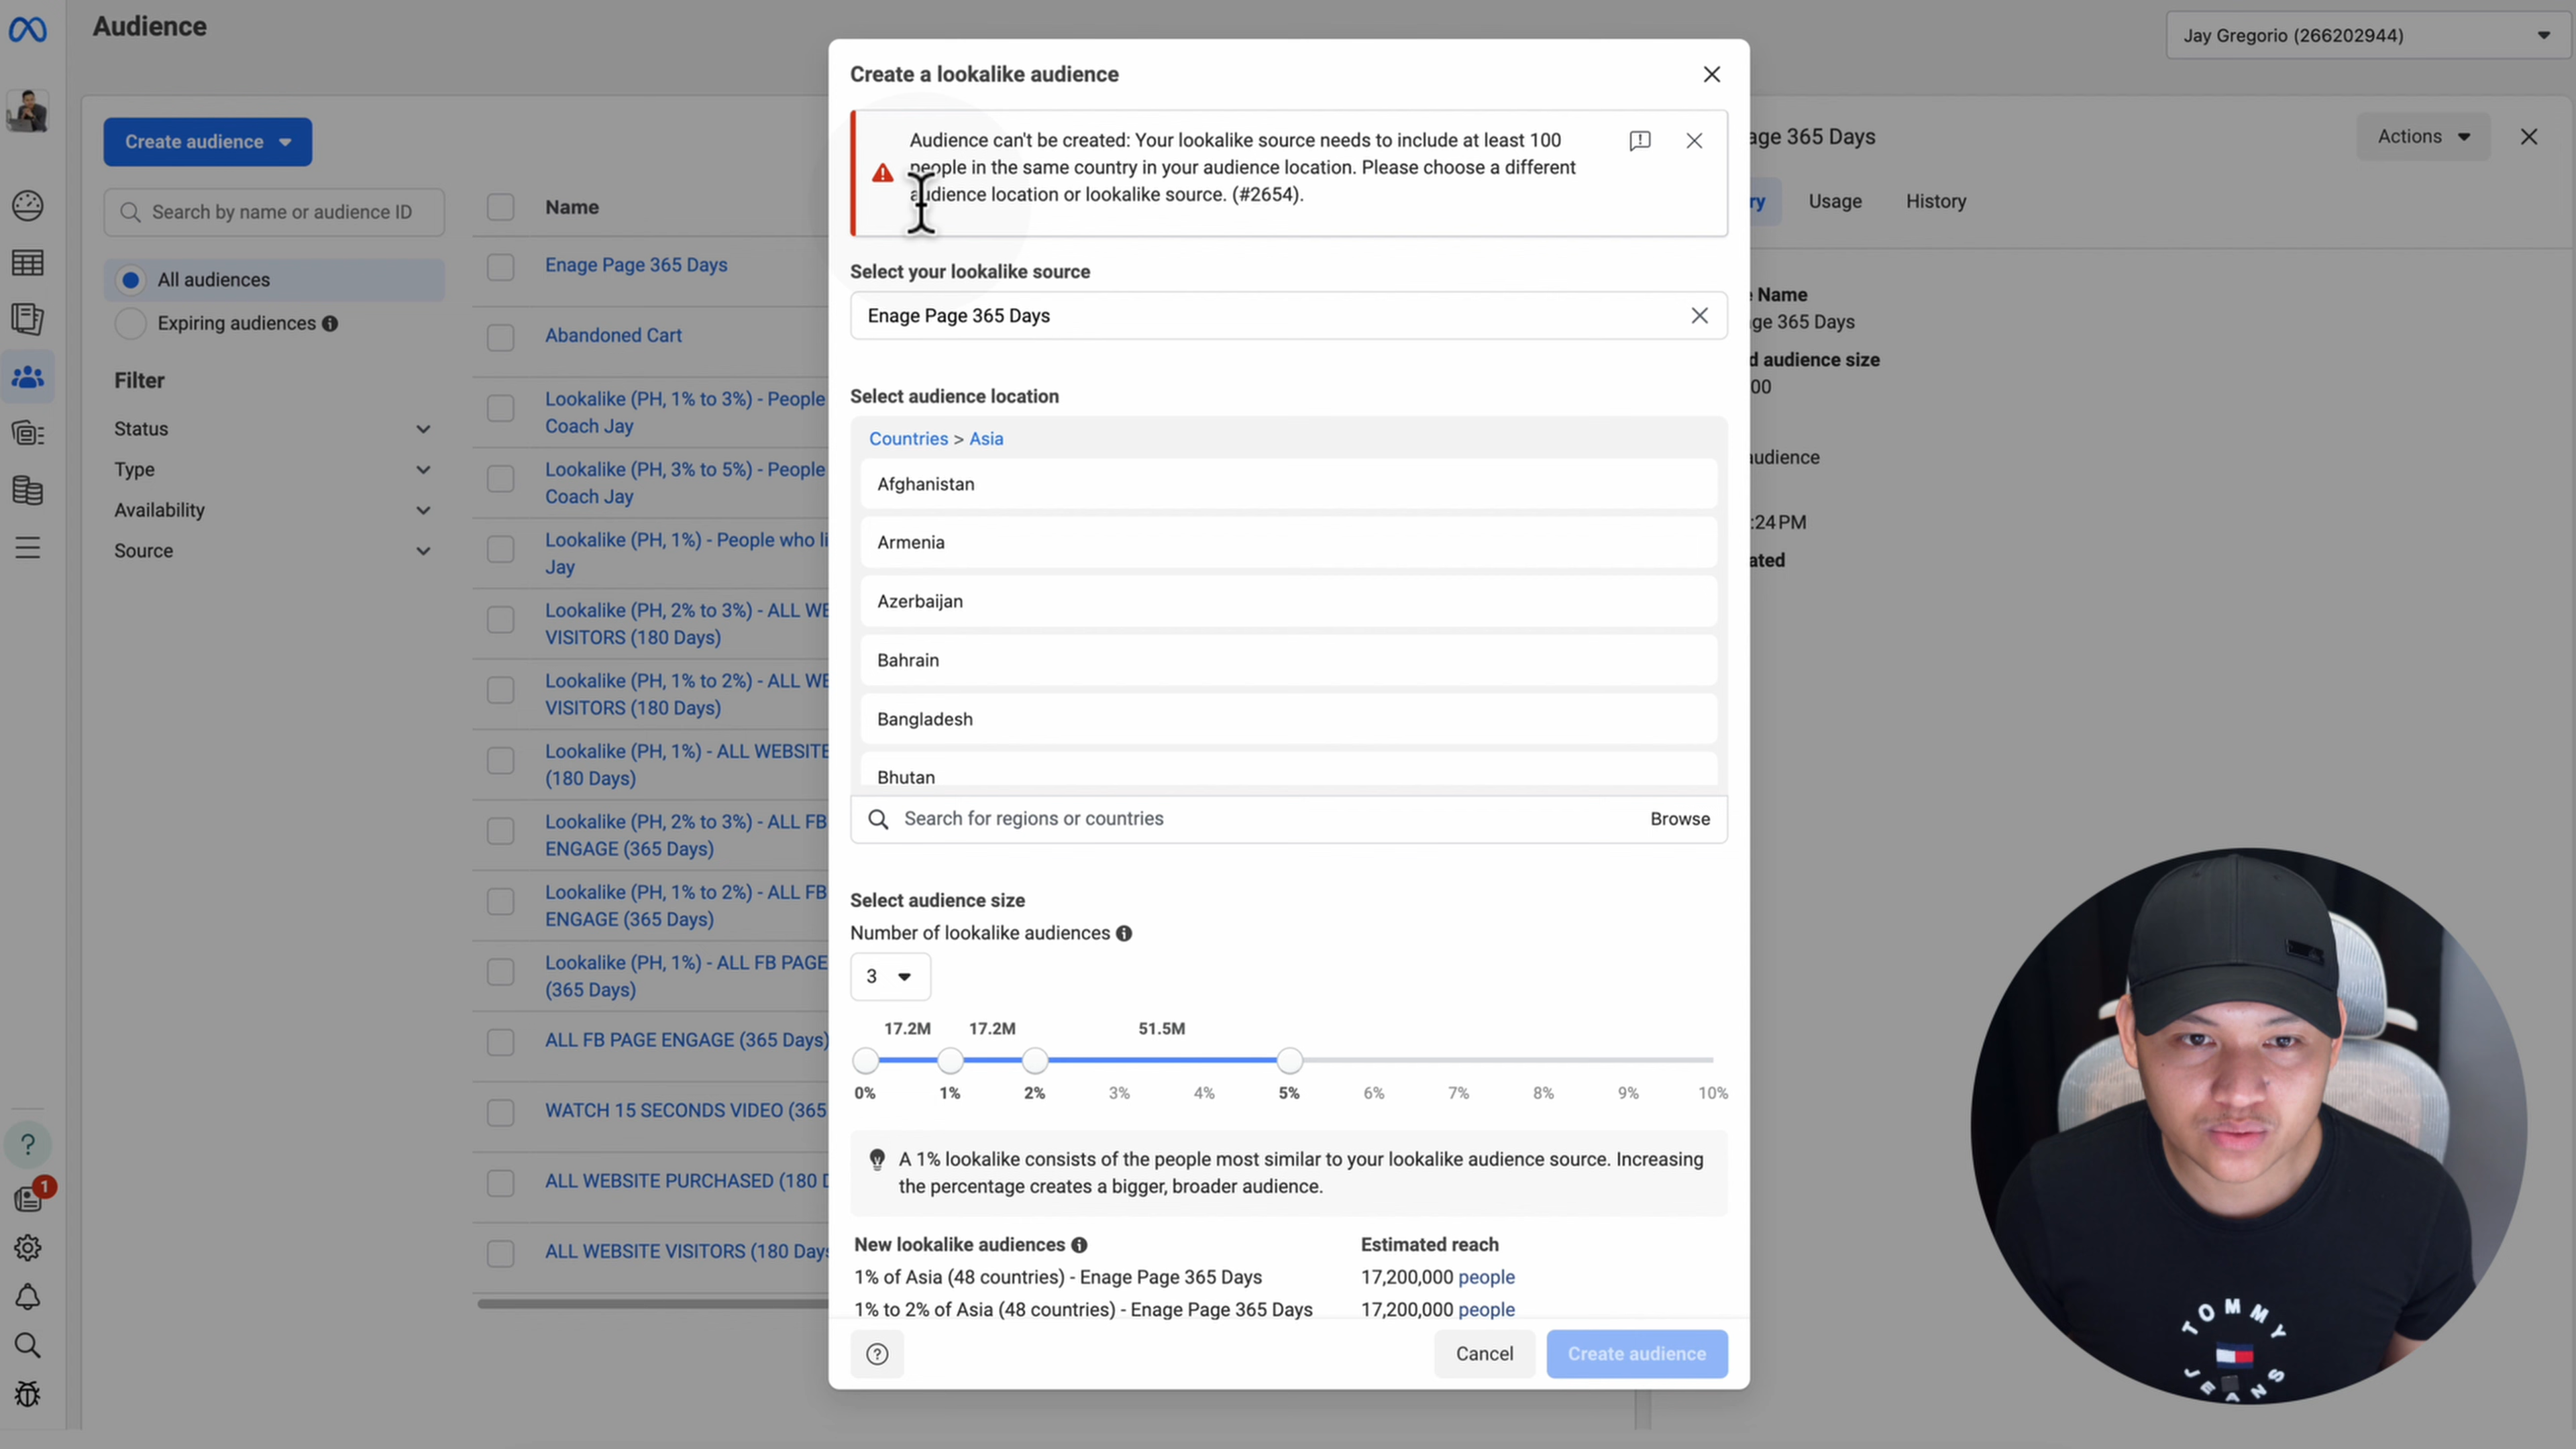 Audience
Jay Gregorio (266202944)
Create audience
Search by name or audience ID
All audiences
Expiring audiences
Filter
Status
Type
Availability
Source
Name
Enage Page 365 Days
Abandoned Cart
Lookalike (PH, 1% to 3%) - People
Coach Jay
Lookalike (PH, 3% to 5%) - People
Coach Jay
Lookalike (PH, 1%) - People who li
Jay
Lookalike (PH, 2% to 3%) - ALL WE
VISITORS (180 Days)
Lookalike (PH, 1% to 2%) - ALL WE
VISITORS (180 Days)
Lookalike (PH, 1%) - ALL WEBSITE
(180 Days)
Lookalike (PH, 2% to 3%) - ALL FB
ENGAGE (365 Days)
Lookalike (PH, 1% to 2%) - ALL FB
ENGAGE (365 Days)
Lookalike (PH, 1%) - ALL FB PAGE
(365 Days)
ALL FB PAGE ENGAGE (365 Days)
WATCH 15 SECONDS VIDEO (365
ALL WEBSITE PURCHASED (180 D
ALL WEBSITE VISITORS (180 Days
1
Create a lookalike audience
Audience can't be created: Your lookalike source needs to include at least 100
people in the same country in your audience location. Please choose a different
audience location or lookalike source. (#2654).
Select your lookalike source
Enage Page 365 Days
Select audience location
Countries > Asia
Afghanistan
Armenia
Azerbaijan
Bahrain
Bangladesh
Bhutan
Search for regions or countries
Browse
Select audience size
Number of lookalike audiences
3
17.2M 17.2M 51.5M
0% 1% 2% 3% 4% 5% 6% 7% 8% 9% 10%
A 1% lookalike consists of the people most similar to your lookalike audience source. Increasing
the percentage creates a bigger, broader audience.
New lookalike audiences Estimated reach
1% of Asia (48 countries) - Enage Page 365 Days 17,200,000 people
1% to 2% of Asia (48 countries) - Enage Page 365 Days 17,200,000 people
Cancel
Create audience
age 365 Days
Actions
ry
Usage
History
Name
ge 365 Days
d audience size
00
audience
:24 PM
ated
TOMMY
JEANS